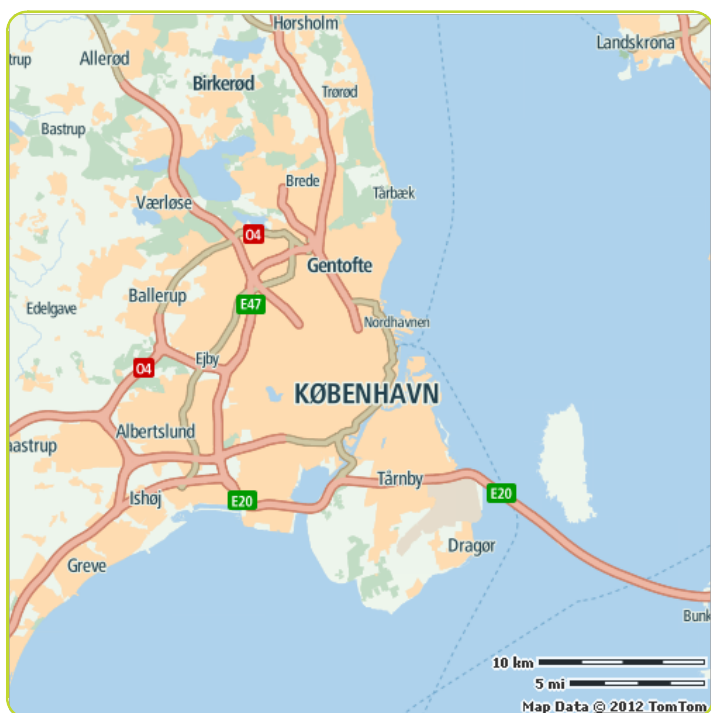 Hørsholm
Landskrona
trup
Allerød
Birkerød
Trørød
Bastrup
Brede
Tårbæk
Værløse
O4
Gentofte
Edelgave
Ballerup
E47
Nordhavnen
Ejby
O4
KØBENHAVN
Albertslund
aastrup
Tårnby
Ishøj
E20
E20
Dragør
Greve
Bunk
10 km
5 mi
Map Data © 2012 TomTom